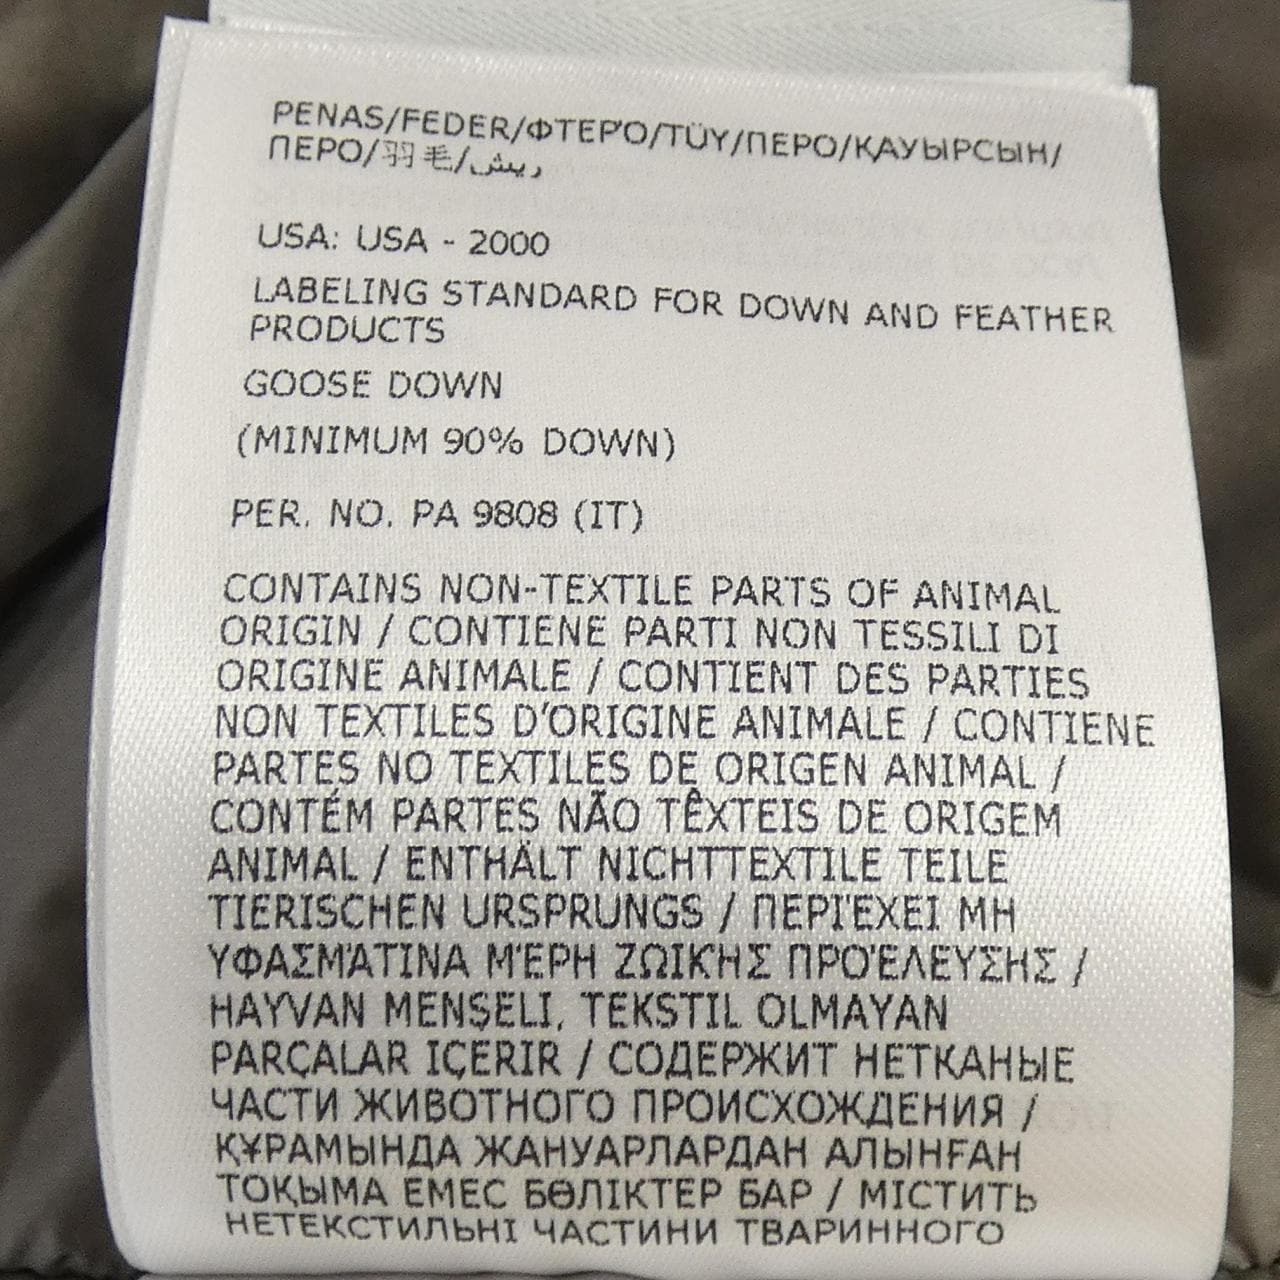 PENAS/FEDER/ΦΤΕΡΌ/TÜY/ПЕРО/ҚАУЫРСЫН/
ПЕРО/羽毛/ريش
USA: USA - 2000
LABELING STANDARD FOR DOWN AND FEATHER
PRODUCTS
GOOSE DOWN
(MINIMUM 90% DOWN)
PER. NO. PA 9808 (IT)
CONTAINS NON-TEXTILE PARTS OF ANIMAL
ORIGIN / CONTIENE PARTI NON TESSILI DI
ORIGINE ANIMALE / CONTIENT DES PARTIES
NON TEXTILES D'ORIGINE ANIMALE / CONTIENE
PARTES NO TEXTILES DE ORIGEN ANIMAL /
CONTÉM PARTES NÃO TÊXTEIS DE ORIGEM
ANIMAL / ENTHÄLT NICHTTEXTILE TEILE
TIERISCHEN URSPRUNGS / ΠΕΡΙΈΧΕΙ ΜΗ
ΥΦΑΣΜΆΤΙΝΑ ΜΈΡΗ ΖΩΙΚΉΣ ΠΡΟΈΛΕΥΣΗΣ /
HAYVAN MENŞELI, TEKSTIL OLMAYAN
PARÇALAR IÇERIR / СОДЕРЖИТ НЕТКАНЫЕ
ЧАСТИ ЖИВОТНОГО ПРОИСХОЖДЕНИЯ /
ҚҰРАМЫНДА ЖАНУАРЛАРДАН АЛЫНҒАН
ТОҚЫМА ЕМЕС БӨЛІКТЕР БАР / МІСТИТЬ
НЕТЕКСТИЛЬНІ ЧАСТИНИ ТВАРИННОГО